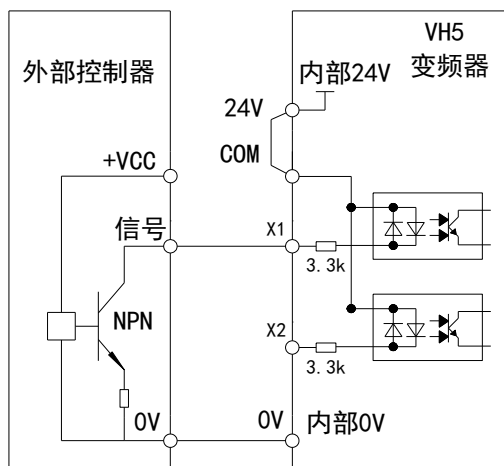 VH5
变频器
外部控制器
内部24V
24V
COM
+VCC
信号
X1
3.3k
NPN
X2
3.3k
0V
0V
内部0V